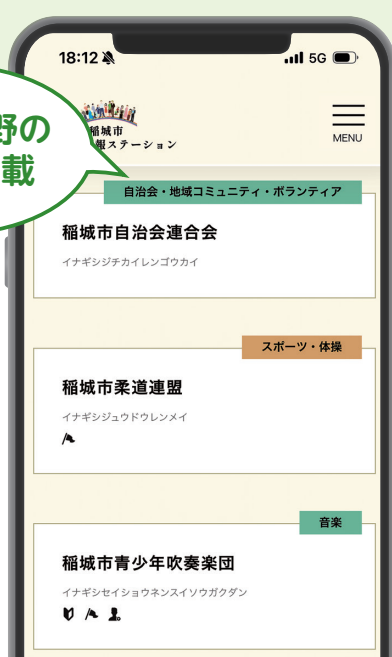 18:12
5G
野の
載
稲城市
報ステーション
MENU
自治会・地域コミュニティ・ボランティア
稲城市自治会連合会
イナギシジチカイレンゴウカイ
スポーツ・体操
稲城市柔道連盟
イナギシジュウドウレンメイ
音楽
稲城市青少年吹奏楽団
イナギシセイショウネンスイソウガクダン